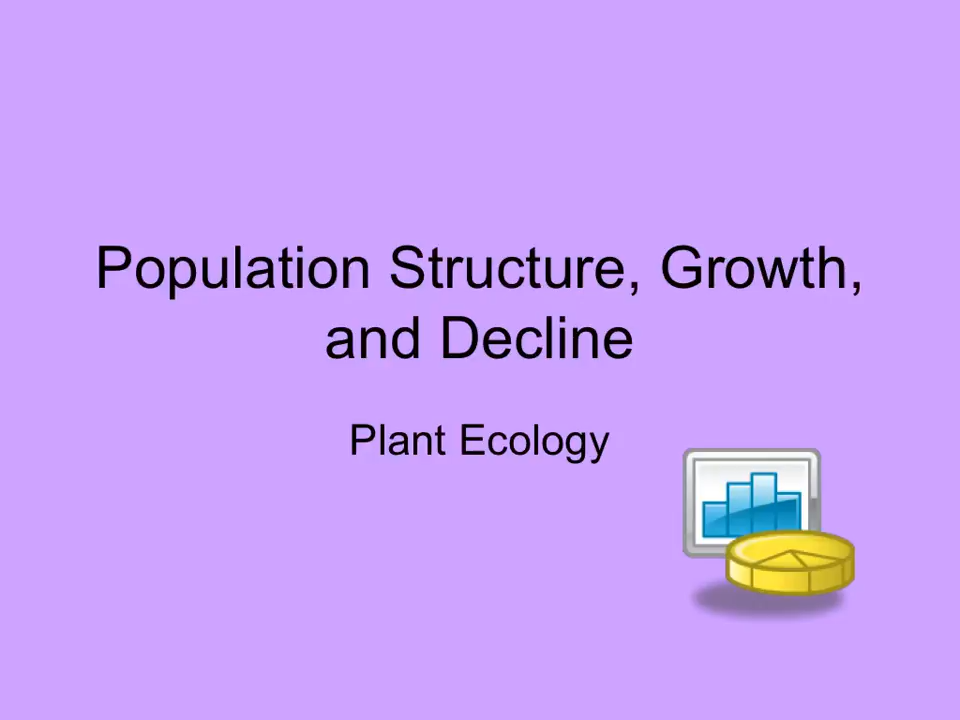 Population Structure, Growth,
and Decline
Plant Ecology